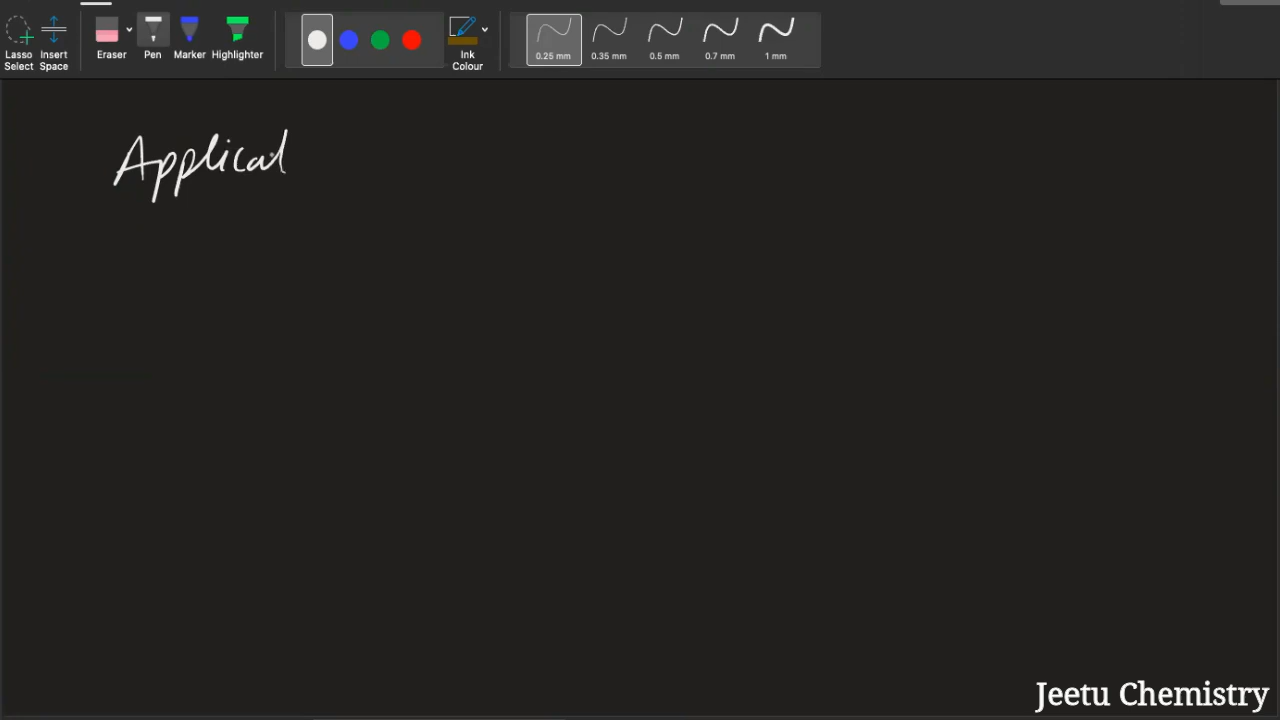 Lasso Select
Insert Space
Eraser
Pen
Marker
Highlighter
Ink Colour
0.25 mm
0.35 mm
0.5 mm
0.7 mm
1 mm
Applicat
Jeetu Chemistry